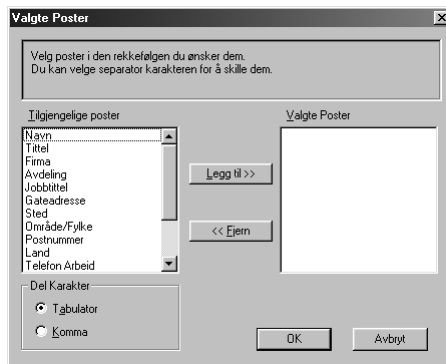 Valgte Poster
Velg poster i den rekkefølgen du ønsker dem.
Du kan velge separator karakteren for å skille dem.
Tilgjengelige poster
Valgte Poster
Navn
Tittel
Firma
Avdeling
Jobbtittel
Gateadresse
Sted
Område/Fylke
Postnummer
Land
Telefon Arbeid
Legg til >>
<< Fjern
Del Karakter
Tabulator
Komma
OK
Avbryt